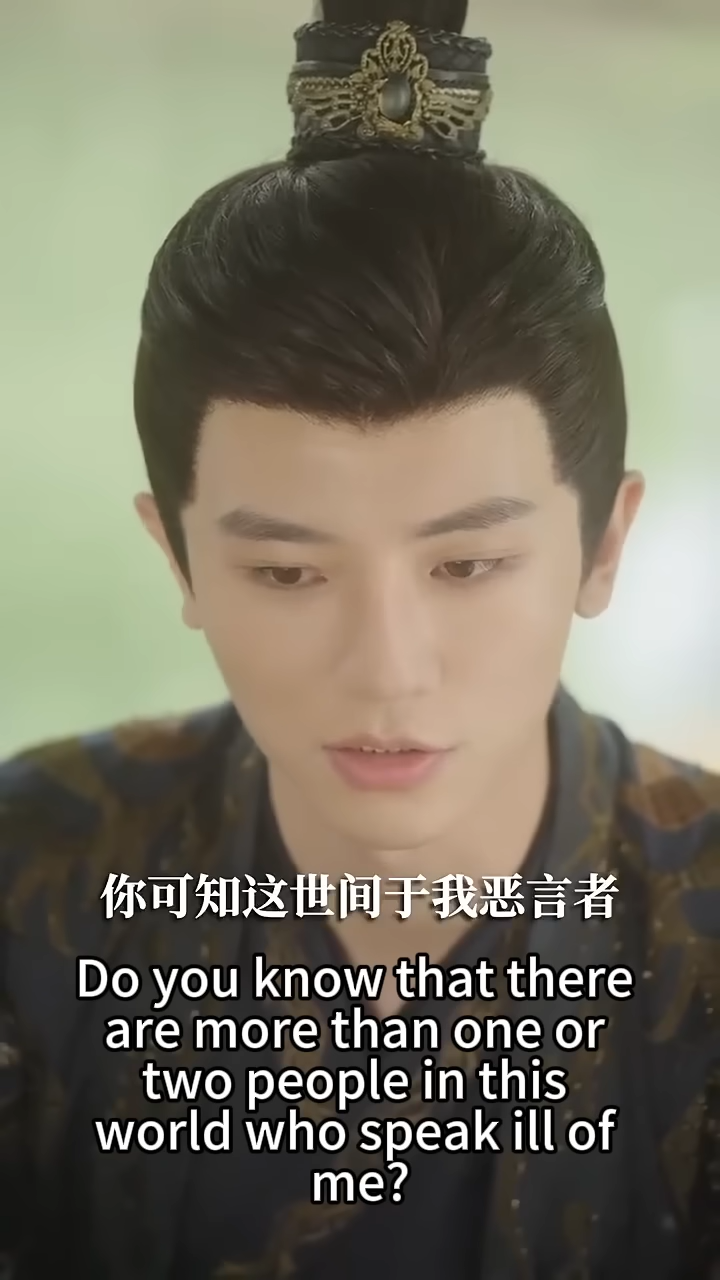 你可知这世间于我恶言者
Do you know that there
are more than one or
two people in this
world who speak ill of
me?